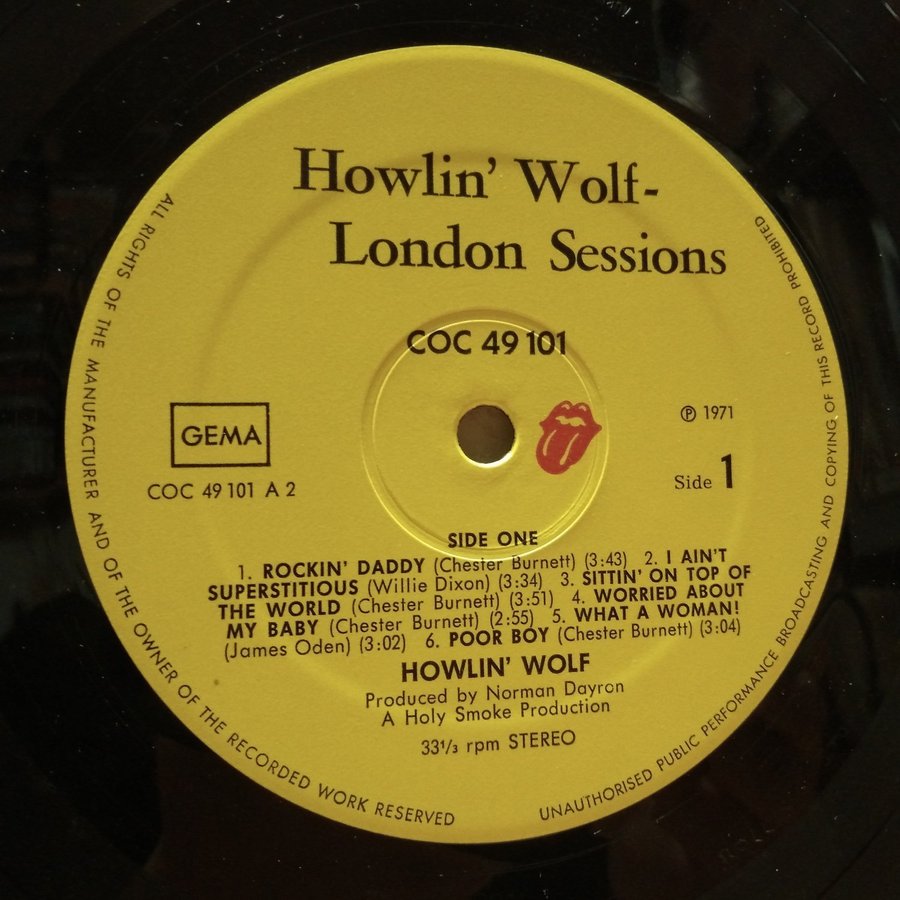 Howlin' Wolf-
London Sessions
COC 49 101
GEMA
COC 49 101 A 2
℗ 1971
Side 1
SIDE ONE
1. ROCKIN' DADDY (Chester Burnett) (3:43) 2. I AIN'T
SUPERSTITIOUS (Willie Dixon) (3:34) 3. SITTIN' ON TOP OF
THE WORLD (Chester Burnett) (3:51) 4. WORRIED ABOUT
MY BABY (Chester Burnett) (2:55) 5. WHAT A WOMAN!
(James Oden) (3:02) 6. POOR BOY (Chester Burnett) (3:04)
HOWLIN' WOLF
Produced by Norman Dayron
A Holy Smoke Production
33 1/3 rpm STEREO
ALL RIGHTS OF THE MANUFACTURER AND OF THE OWNER OF THE RECORDED WORK RESERVED
UNAUTHORISED PUBLIC PERFORMANCE BROADCASTING AND COPYING OF THIS RECORD PROHIBITED